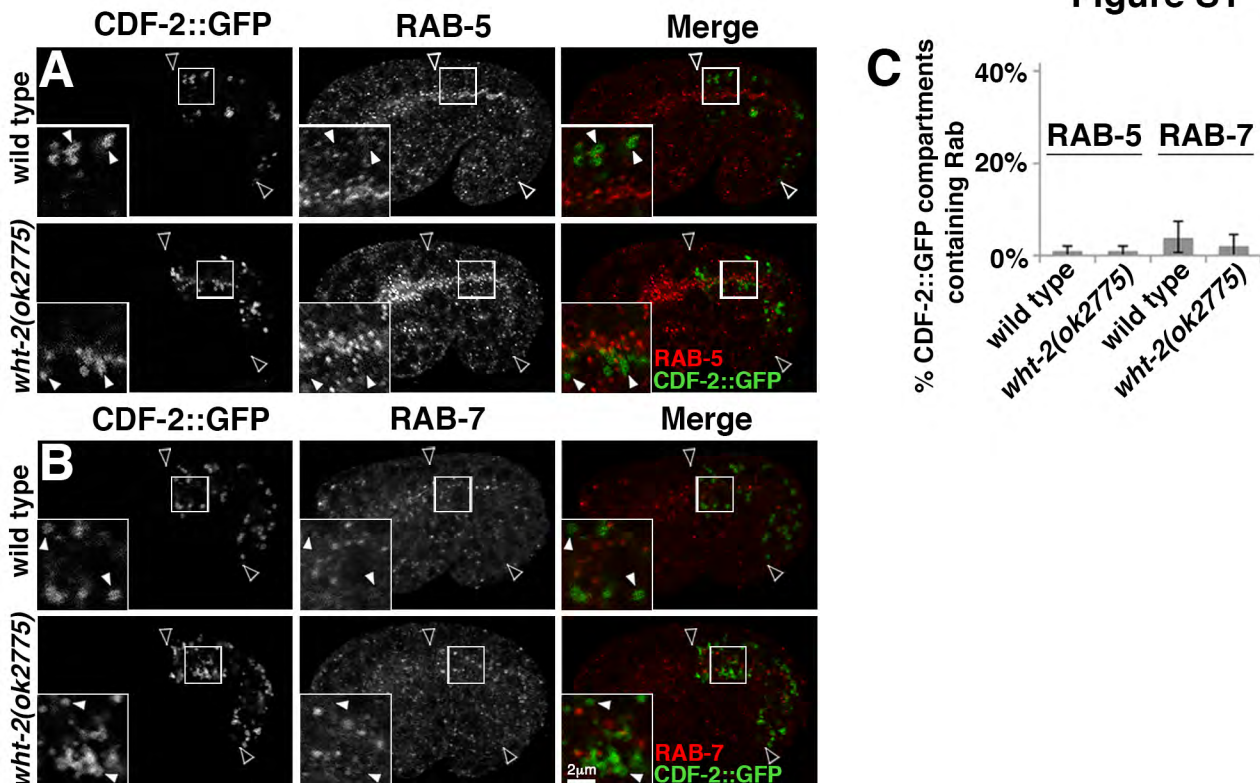 Figure S1
CDF-2::GFP
RAB-5
Merge
A
wild type
wht-2(ok2775)
RAB-5
CDF-2::GFP
CDF-2::GFP
RAB-7
Merge
B
wild type
wht-2(ok2775)
RAB-7
CDF-2::GFP
2μm
C
% CDF-2::GFP compartments
containing Rab
40%
20%
0%
RAB-5
RAB-7
wild type
wht-2(ok2775)
wild type
wht-2(ok2775)